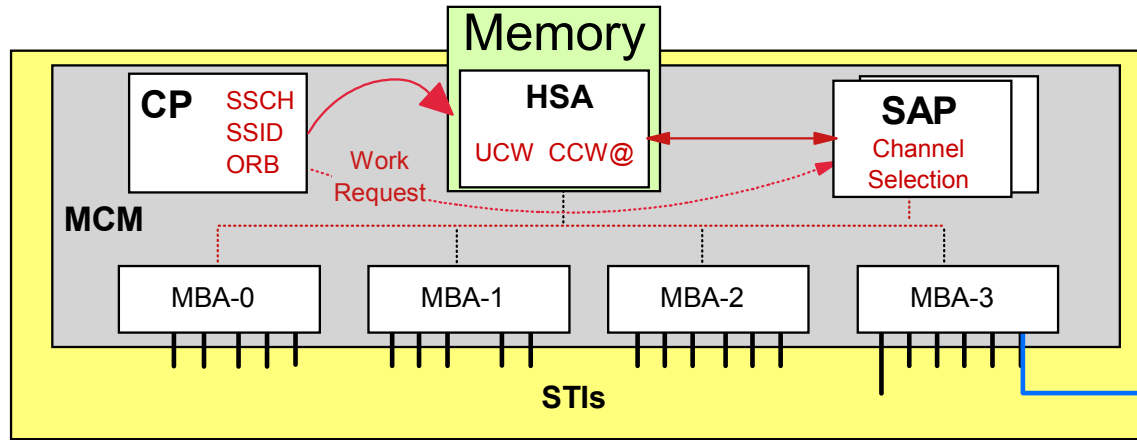 Memory
CP
SSCH
SSID
ORB
HSA
UCW CCW@
SAP
Channel
Selection
Work
Request
MCM
MBA-0
MBA-1
MBA-2
MBA-3
STIs